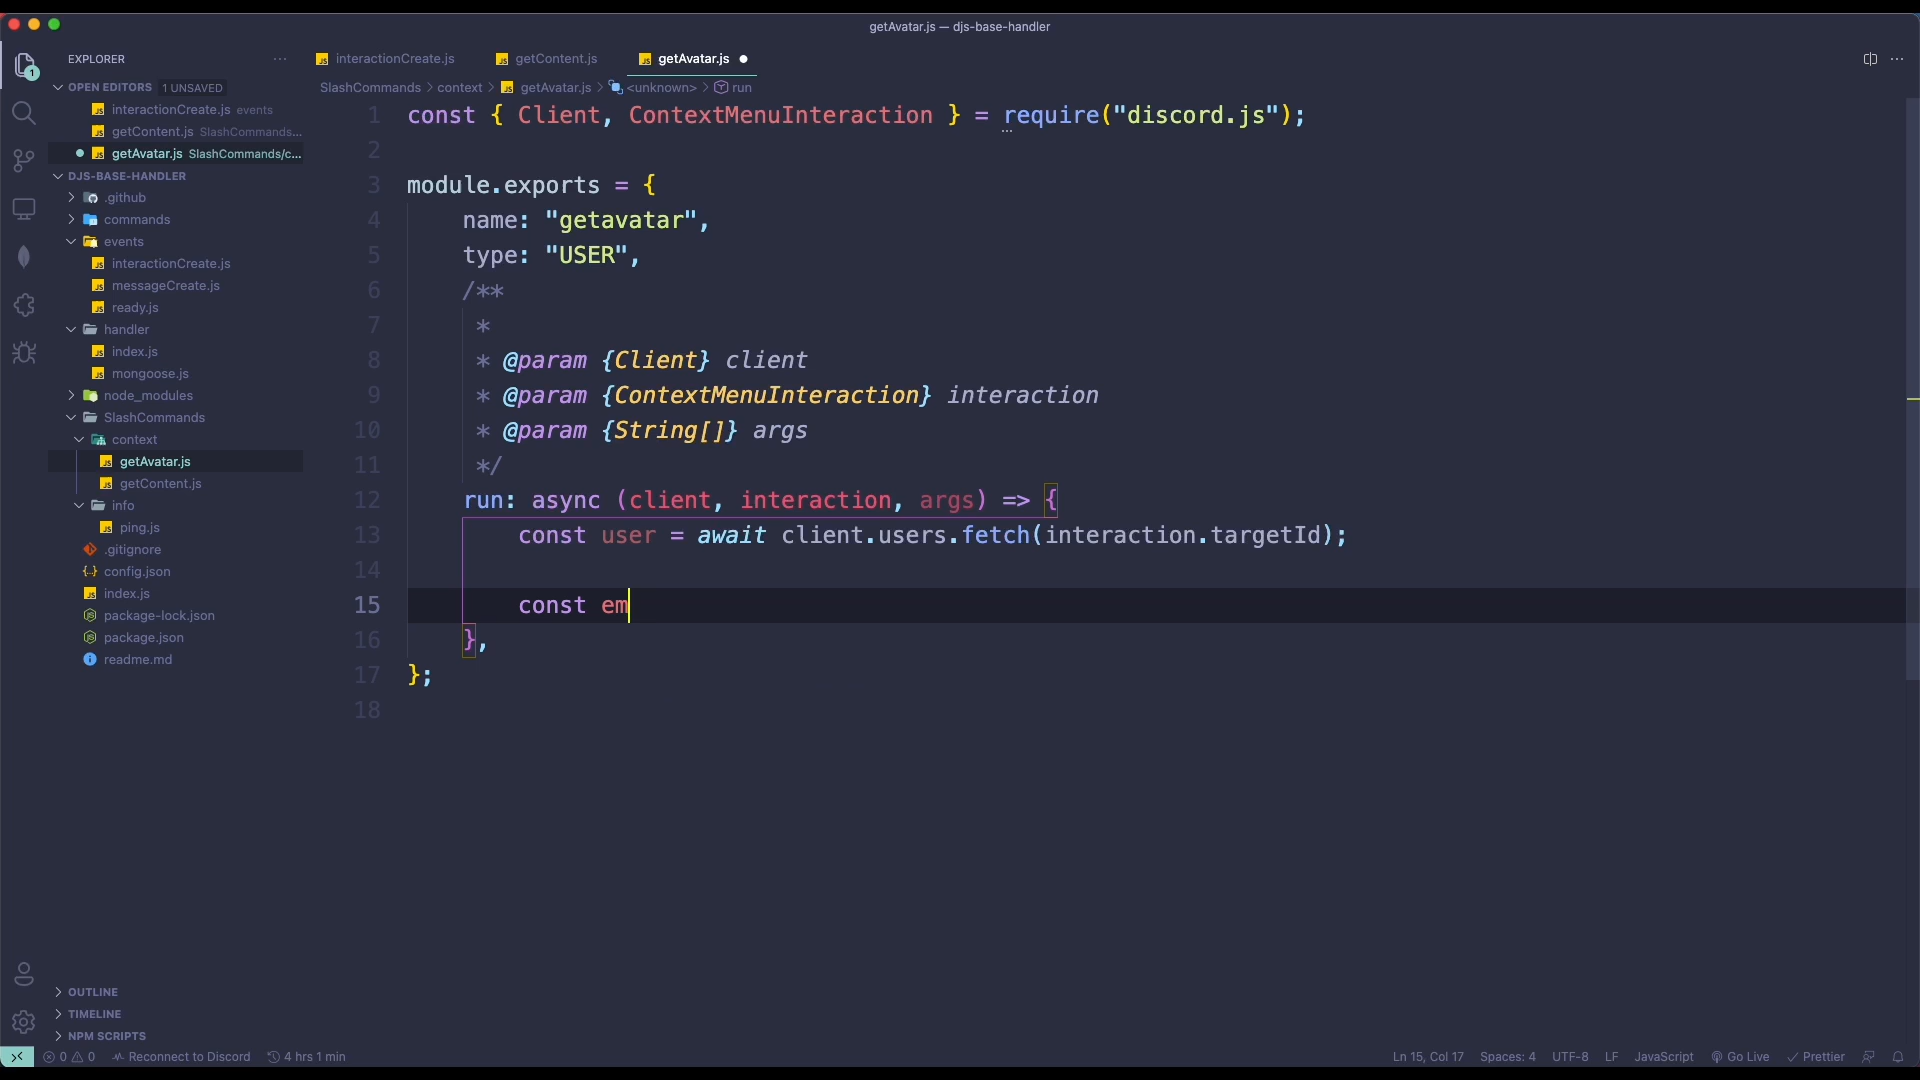 getAvatar.js — djs-base-handler
EXPLORER
OPEN EDITORS 1 UNSAVED
interactionCreate.js events
getContent.js SlashCommands...
getAvatar.js SlashCommands/c...
DJS-BASE-HANDLER
.github
commands
events
interactionCreate.js
messageCreate.js
ready.js
handler
index.js
mongoose.js
node_modules
SlashCommands
context
getAvatar.js
getContent.js
info
ping.js
.gitignore
config.json
index.js
package-lock.json
package.json
readme.md
OUTLINE
TIMELINE
NPM SCRIPTS
interactionCreate.js getContent.js getAvatar.js
SlashCommands > context > getAvatar.js > <unknown> > run
1 const { Client, ContextMenuInteraction } = require("discord.js");
2
3 module.exports = {
4 name: "getavatar",
5 type: "USER",
6 /**
7 *
8 * @param {Client} client
9 * @param {ContextMenuInteraction} interaction
10 * @param {String[]} args
11 */
12 run: async (client, interaction, args) => {
13 const user = await client.users.fetch(interaction.targetId);
14
15 const em
16 },
17 };
18
0 0 Reconnect to Discord 4 hrs 1 min Ln 15, Col 17 Spaces: 4 UTF-8 LF JavaScript Go Live Prettier